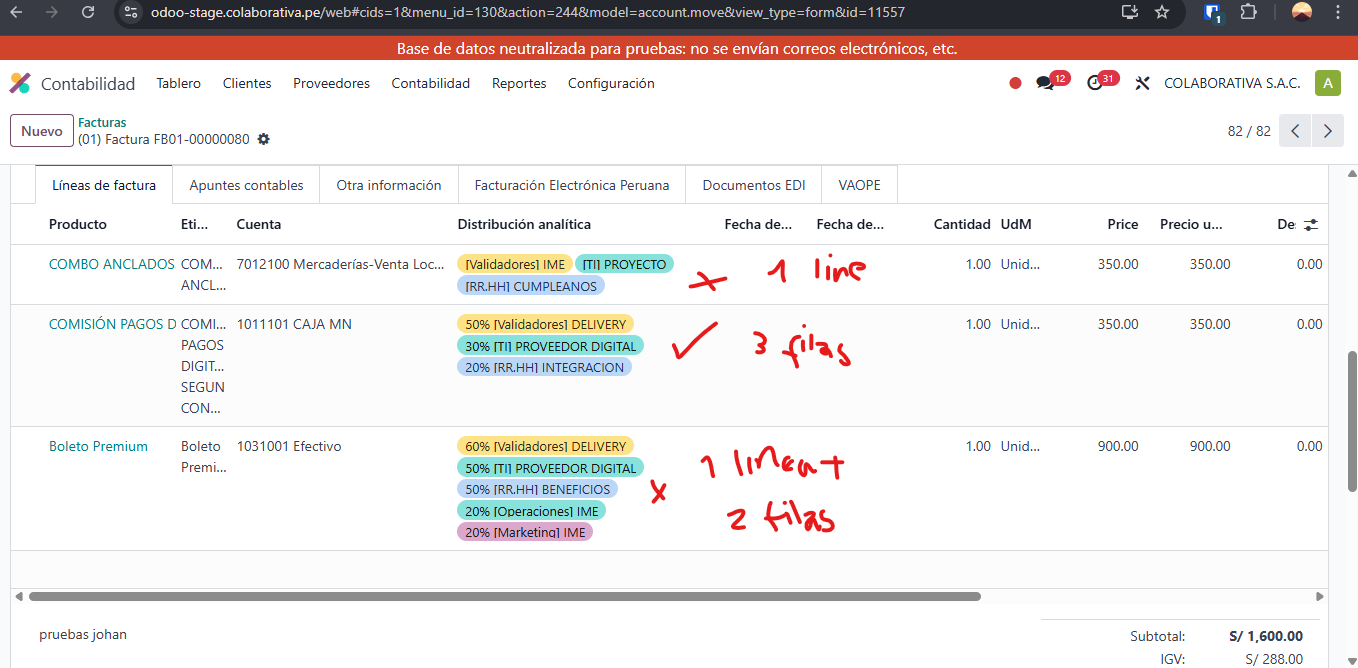 odoo-stage.colaborativa.pe/web#cids=1&menu_id=130&action=244&model=account.move&view_type=form&id=11557
1
Base de datos neutralizada para pruebas: no se envían correos electrónicos, etc.
Contabilidad Tablero Clientes Proveedores Contabilidad Reportes Configuración 12 31 COLABORATIVA S.A.C. A
Nuevo
Facturas
(01) Factura FB01-00000080
82 / 82
Líneas de factura Apuntes contables Otra información Facturación Electrónica Peruana Documentos EDI VAOPE
Producto Eti... Cuenta Distribución analítica Fecha de... Fecha de... Cantidad UdM Price Precio u... De
COMBO ANCLADOS COM... 7012100 Mercaderías-Venta Loc... [Validadores] IME [TI] PROYECTO 1 line 1.00 Unid... 350.00 350.00 0.00
ANCL... [RR.HH] CUMPLEANOS
COMISIÓN PAGOS D COMI... 1011101 CAJA MN 50% [Validadores] DELIVERY 1.00 Unid... 350.00 350.00 0.00
PAGOS 30% [TI] PROVEEDOR DIGITAL 3 filas
DIGIT... 20% [RR.HH] INTEGRACION
SEGUN
CON...
Boleto Premium Boleto 1031001 Efectivo 60% [Validadores] DELIVERY 1.00 Unid... 900.00 900.00 0.00
Premi... 50% [TI] PROVEEDOR DIGITAL 1 linea +
50% [RR.HH] BENEFICIOS
20% [Operaciones] IME 2 filas
20% [Marketing] IME
pruebas johan
Subtotal: S/ 1,600.00
IGV: S/ 288.00